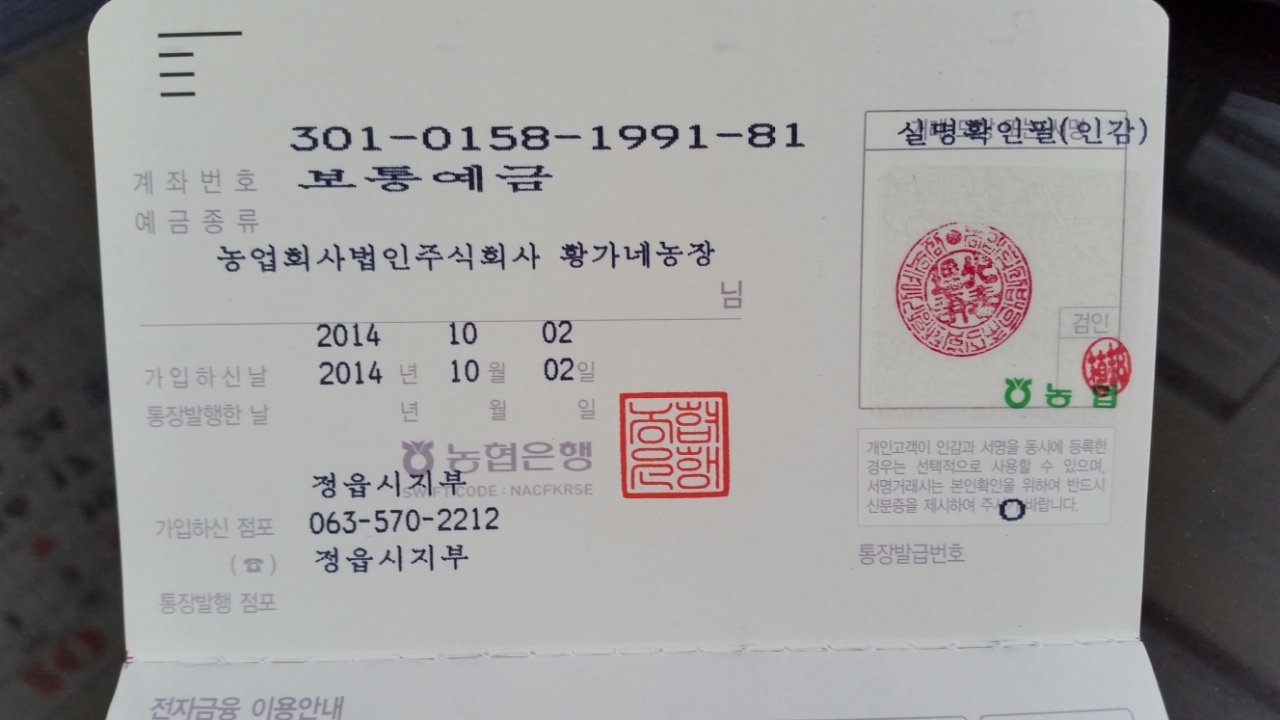 301-0158-1991-81
계좌번호 보통예금
예금종류
농업회사법인주식회사 황가네농장
님
2014 10 02
가입하신날 2014 년 10 월 02 일
통장발행한 날 년 월 일
농협은행
정읍시지부
SWIFT CODE : NACFKRSE
가입하신 점포 063-570-2212
(☎) 정읍시지부
통장발행 점포
실명확인필(인감)
검인
농협
개인고객이 인감과 서명을 동시에 등록한
경우는 선택적으로 사용할 수 있으며,
서명거래시는 본인확인을 위하여 반드시
신분증을 제시하여 주시기 바랍니다.
통장발급번호
전자금융 이용안내